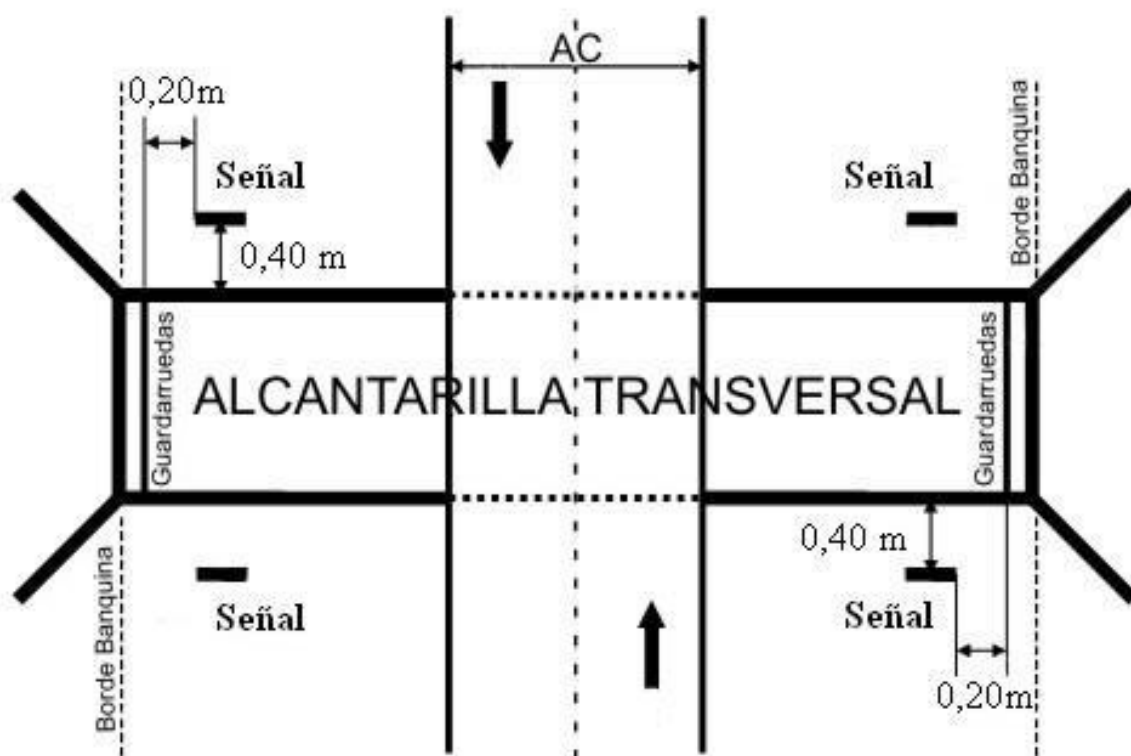 AC
0,20m
Señal
Señal
Borde Banquina
0,40 m
Guardarruedas
ALCANTARILLA TRANSVERSAL
Guardarruedas
0,40 m
Borde Banquina
Señal
Señal
0,20m